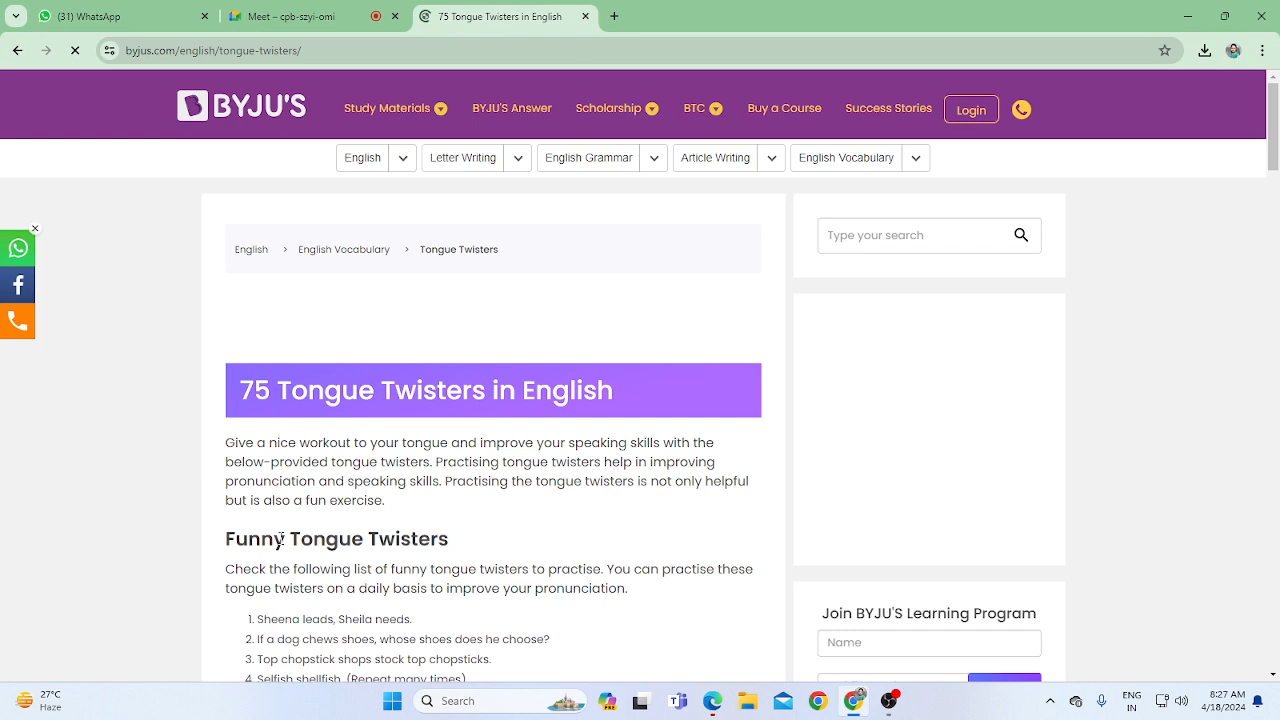 (31) WhatsApp
Meet – cpb-szyi-omi
75 Tongue Twisters in English
byjus.com/english/tongue-twisters/
BYJU'S
Study Materials
BYJU'S Answer
Scholarship
BTC
Buy a Course
Success Stories
Login
English
Letter Writing
English Grammar
Article Writing
English Vocabulary
English > English Vocabulary > Tongue Twisters
Type your search
75 Tongue Twisters in English
Give a nice workout to your tongue and improve your speaking skills with the
below-provided tongue twisters. Practising tongue twisters help in improving
pronunciation and speaking skills. Practising the tongue twisters is not only helpful
but is also a fun exercise.
Funny Tongue Twisters
Check the following list of funny tongue twisters to practise. You can practise these
tongue twisters on a daily basis to improve your pronunciation.
1. Sheena leads, Sheila needs.
2. If a dog chews shoes, whose shoes does he choose?
3. Top chopstick shops stock top chopsticks.
4. Selfish shellfish. (Repeat many times)
Join BYJU'S Learning Program
Name
27°C
Haze
Search
PRE
ENG
IN
8:27 AM
4/18/2024